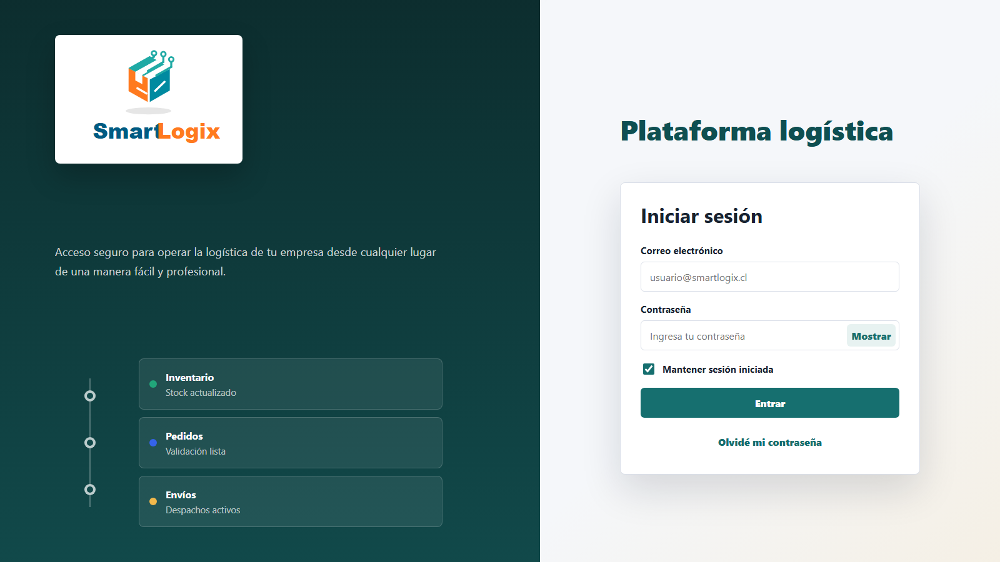 SmartLogix
Acceso seguro para operar la logística de tu empresa desde cualquier lugar
de una manera fácil y profesional.
Inventario
Stock actualizado
Pedidos
Validación lista
Envíos
Despachos activos
Plataforma logística
Iniciar sesión
Correo electrónico
usuario@smartlogix.cl
Contraseña
Ingresa tu contraseña
Mostrar
Mantener sesión iniciada
Entrar
Olvidé mi contraseña